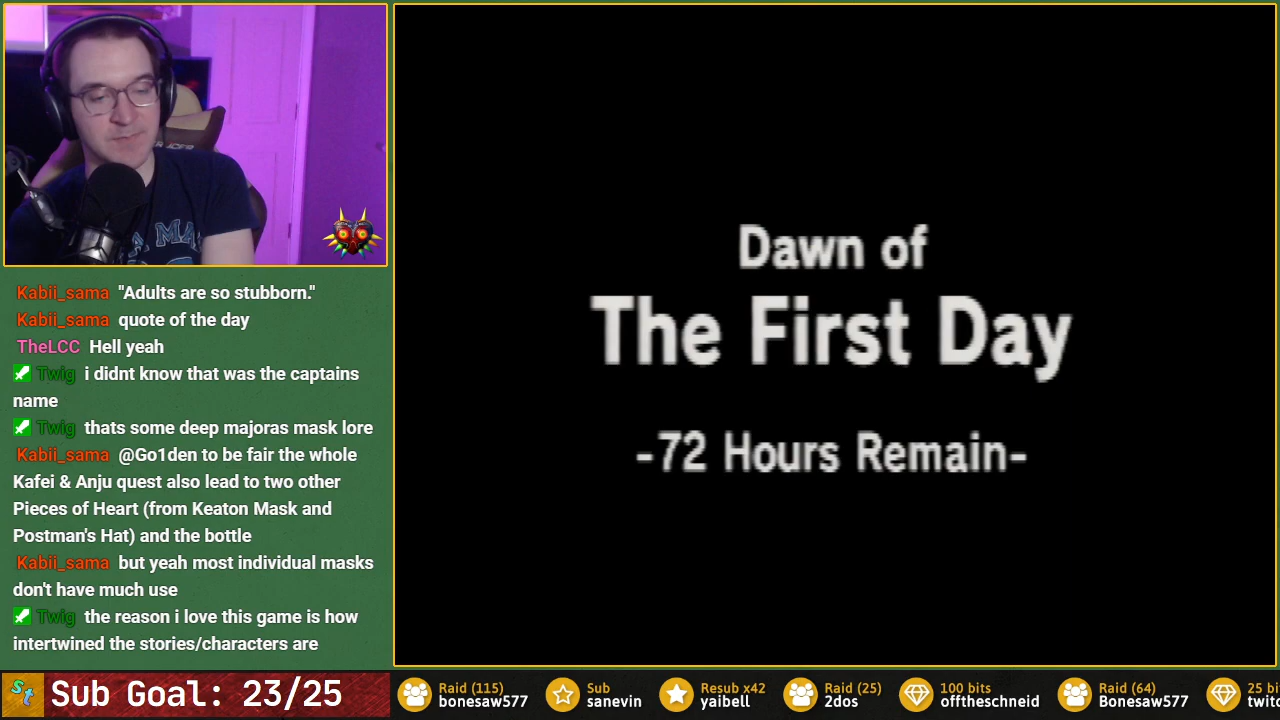 Dawn of
The First Day
-72 Hours Remain-
Kabii_sama "Adults are so stubborn."
Kabii_sama quote of the day
TheLCC Hell yeah
Twig i didnt know that was the captains
name
Twig thats some deep majoras mask lore
Kabii_sama @Go1den to be fair the whole
Kafei & Anju quest also lead to two other
Pieces of Heart (from Keaton Mask and
Postman's Hat) and the bottle
Kabii_sama but yeah most individual masks
don't have much use
Twig the reason i love this game is how
intertwined the stories/characters are
St Sub Goal: 23/25
Raid (115)
bonesaw577
Sub
sanevin
Resub x42
yaibell
Raid (25)
2dos
100 bits
offtheschneid
Raid (64)
Bonesaw577
25 bi
twit